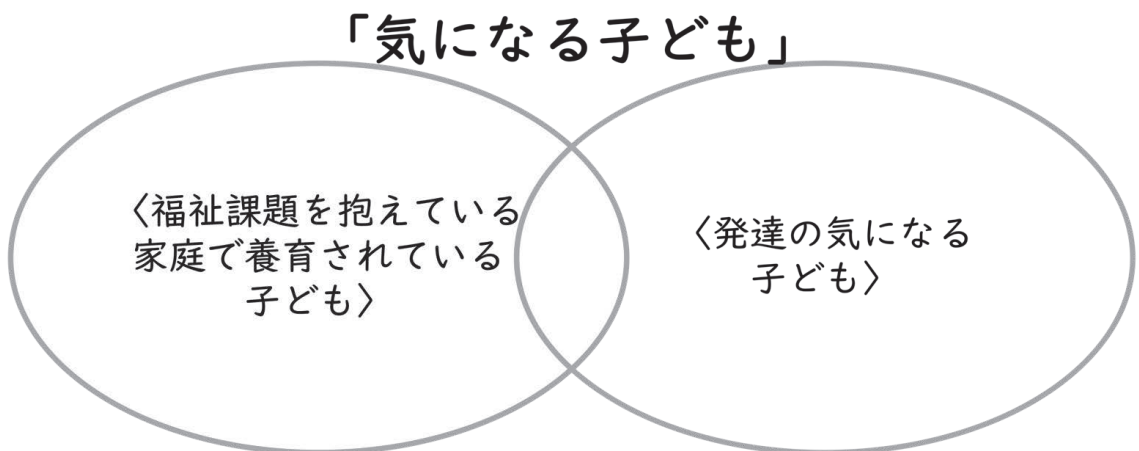 「気になる子ども」
〈福祉課題を抱えている
家庭で養育されている
子ども〉
〈発達の気になる
子ども〉